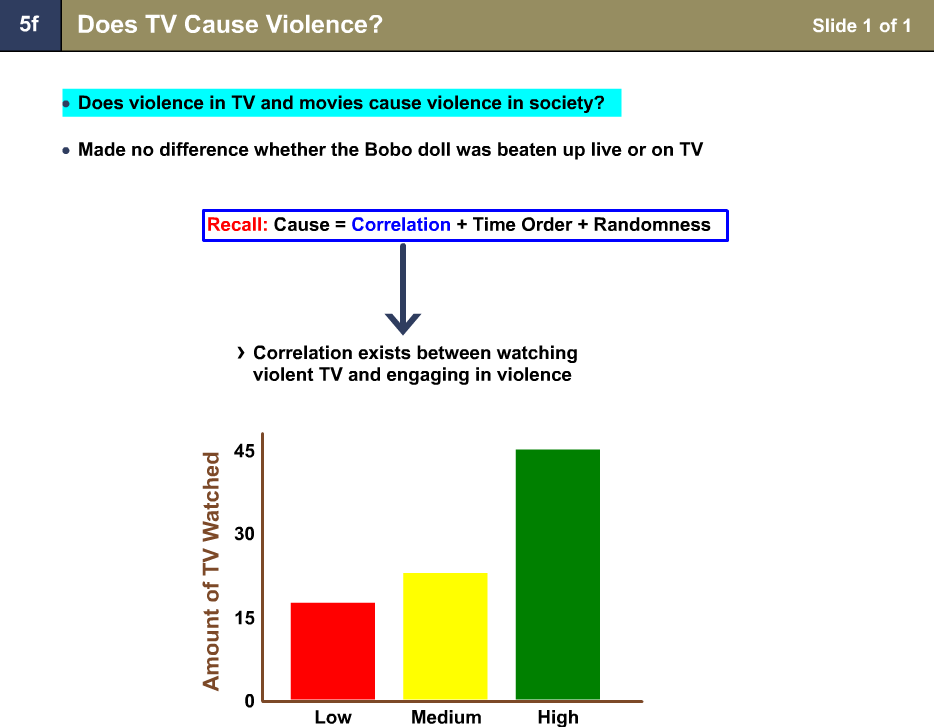 5f
Does TV Cause Violence?
Slide 1 of 1
• Does violence in TV and movies cause violence in society?
• Made no difference whether the Bobo doll was beaten up live or on TV
Recall: Cause = Correlation + Time Order + Randomness
› Correlation exists between watching
violent TV and engaging in violence
Amount of TV Watched
45
30
15
0
Low Medium High